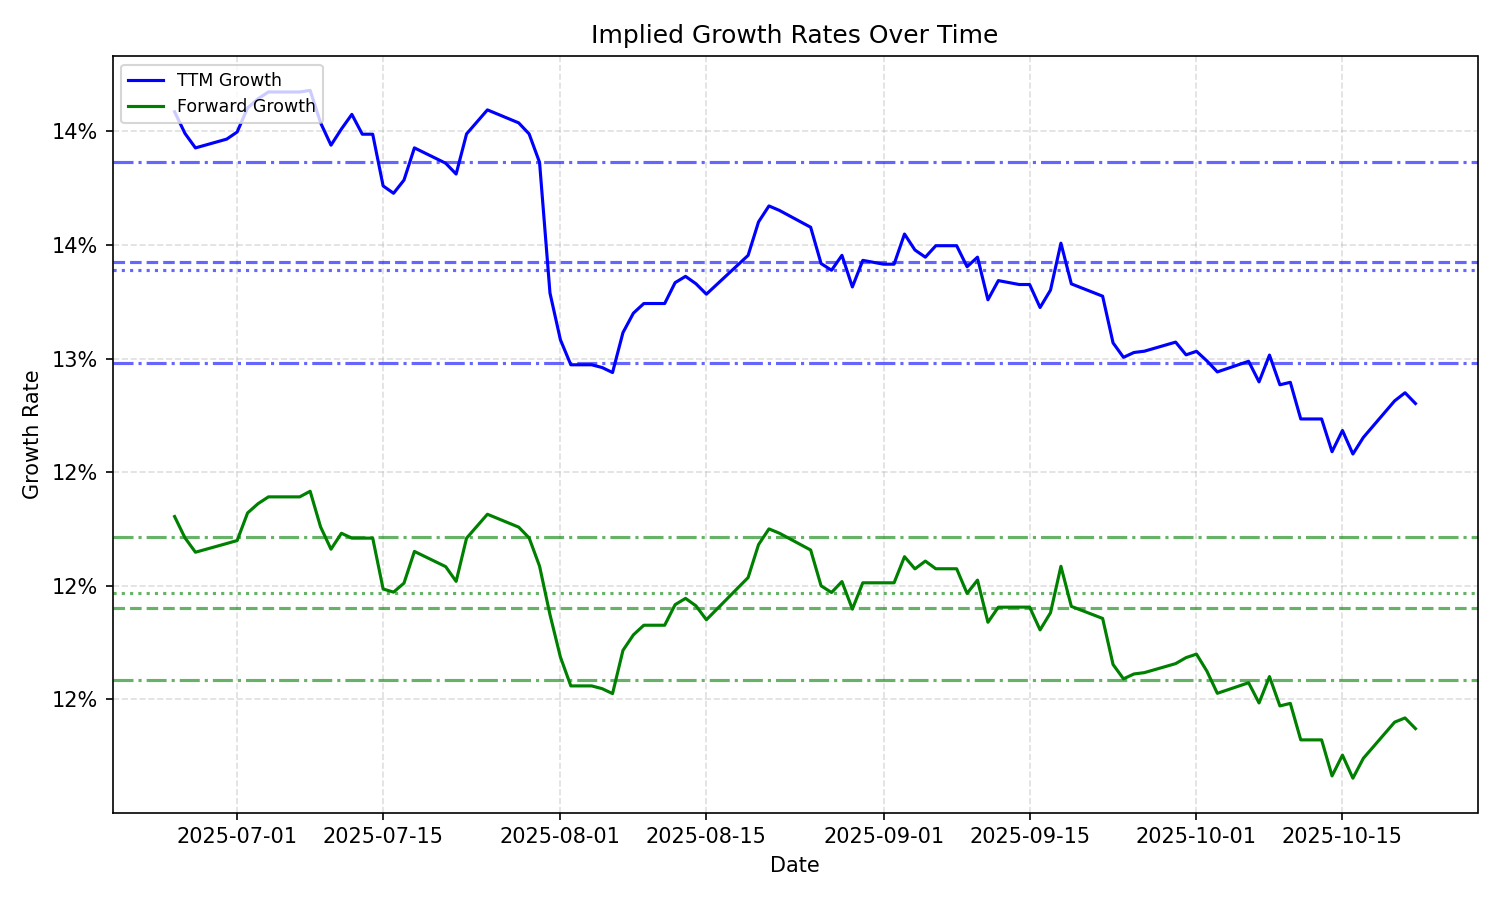 Implied Growth Rates Over Time
TTM Growth
Forward Growth
14%
14%
13%
12%
12%
12%
Growth Rate
2025-07-01 2025-07-15 2025-08-01 2025-08-15 2025-09-01 2025-09-15 2025-10-01 2025-10-15
Date